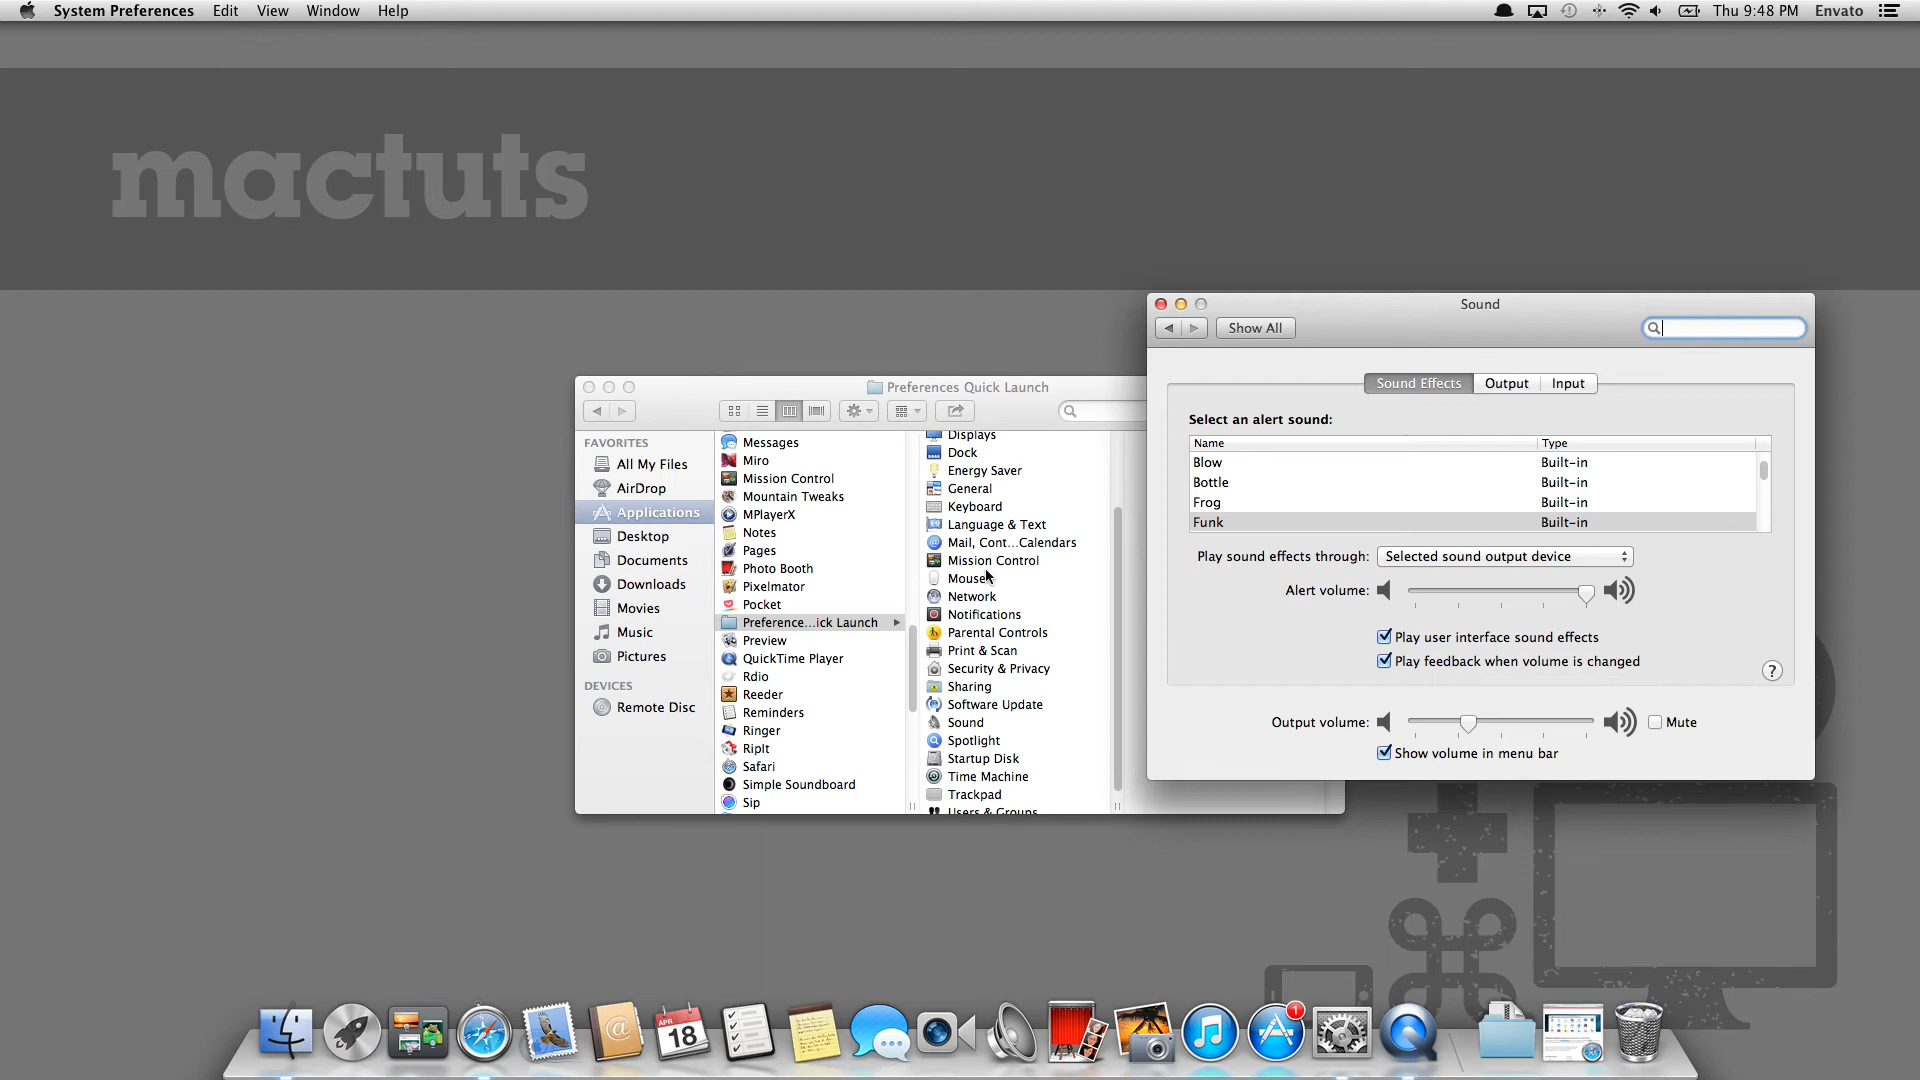 System Preferences Edit View Window Help
Thu 9:48 PM Envato
mactuts
Sound
Show All
Sound Effects Output Input
Select an alert sound:
Name Type
Blow Built-in
Bottle Built-in
Frog Built-in
Funk Built-in
Play sound effects through: Selected sound output device
Alert volume:
Play user interface sound effects
Play feedback when volume is changed
?
Output volume: Mute
Show volume in menu bar
Preferences Quick Launch
FAVORITES
All My Files
AirDrop
Applications
Desktop
Documents
Downloads
Movies
Music
Pictures
DEVICES
Remote Disc
Messages
Miro
Mission Control
Mountain Tweaks
MPlayerX
Notes
Pages
Photo Booth
Pixelmator
Pocket
Preference...ick Launch
Preview
QuickTime Player
Rdio
Reeder
Reminders
Ringer
RipIt
Safari
Simple Soundboard
Sip
Displays
Dock
Energy Saver
General
Keyboard
Language & Text
Mail, Cont...Calendars
Mission Control
Mouse
Network
Notifications
Parental Controls
Print & Scan
Security & Privacy
Sharing
Software Update
Sound
Spotlight
Startup Disk
Time Machine
Trackpad
Users & Groups
APR
18
1